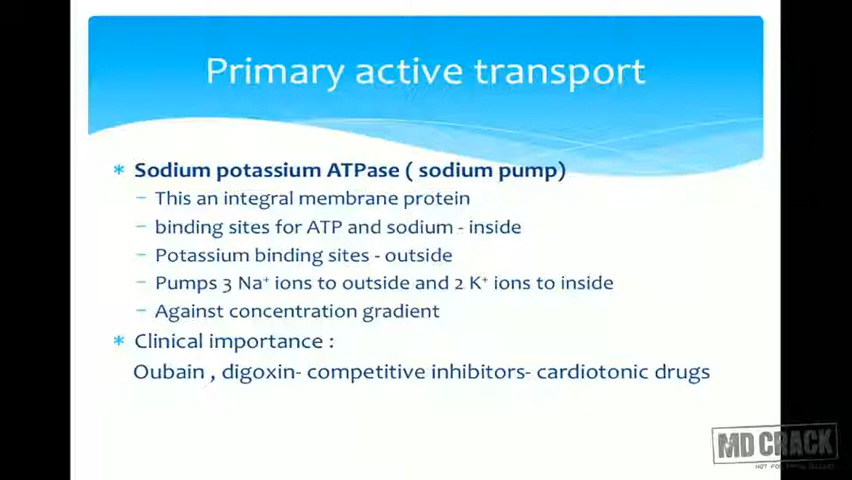 Primary active transport
* Sodium potassium ATPase ( sodium pump)
– This an integral membrane protein
– binding sites for ATP and sodium - inside
– Potassium binding sites - outside
– Pumps 3 Na⁺ ions to outside and 2 K⁺ ions to inside
– Against concentration gradient
* Clinical importance :
Oubain , digoxin- competitive inhibitors- cardiotonic drugs
MD CRACK